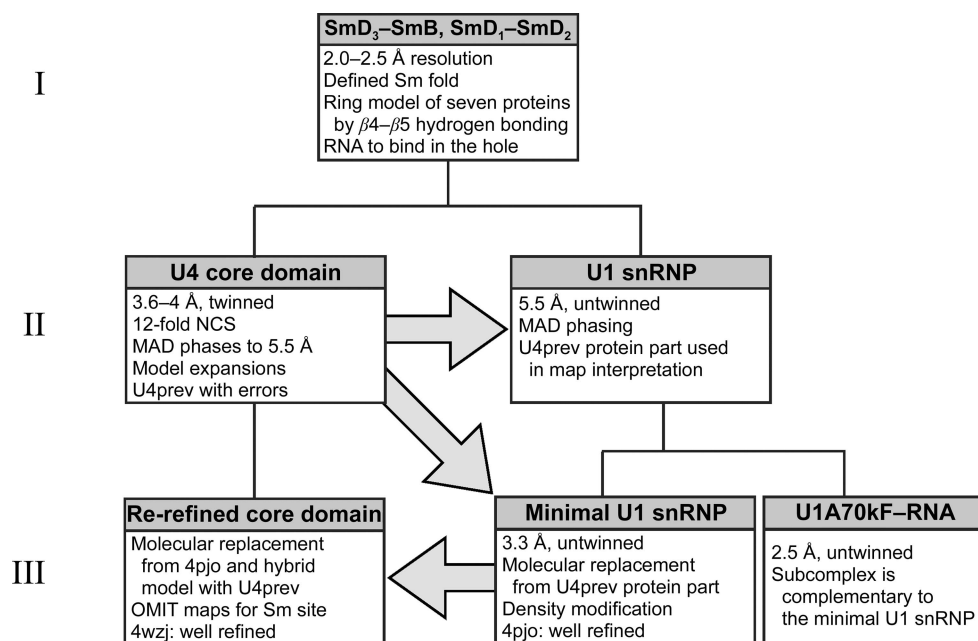 I
SmD₃–SmB, SmD₁–SmD₂
2.0–2.5 Å resolution
Defined Sm fold
Ring model of seven proteins
by β4–β5 hydrogen bonding
RNA to bind in the hole
II
U4 core domain
3.6–4 Å, twinned
12-fold NCS
MAD phases to 5.5 Å
Model expansions
U4prev with errors
U1 snRNP
5.5 Å, untwinned
MAD phasing
U4prev protein part used
in map interpretation
III
Re-refined core domain
Molecular replacement
from 4pjo and hybrid
model with U4prev
OMIT maps for Sm site
4wzj: well refined
Minimal U1 snRNP
3.3 Å, untwinned
Molecular replacement
from U4prev protein part
Density modification
4pjo: well refined
U1A70kF–RNA
2.5 Å, untwinned
Subcomplex is
complementary to
the minimal U1 snRNP